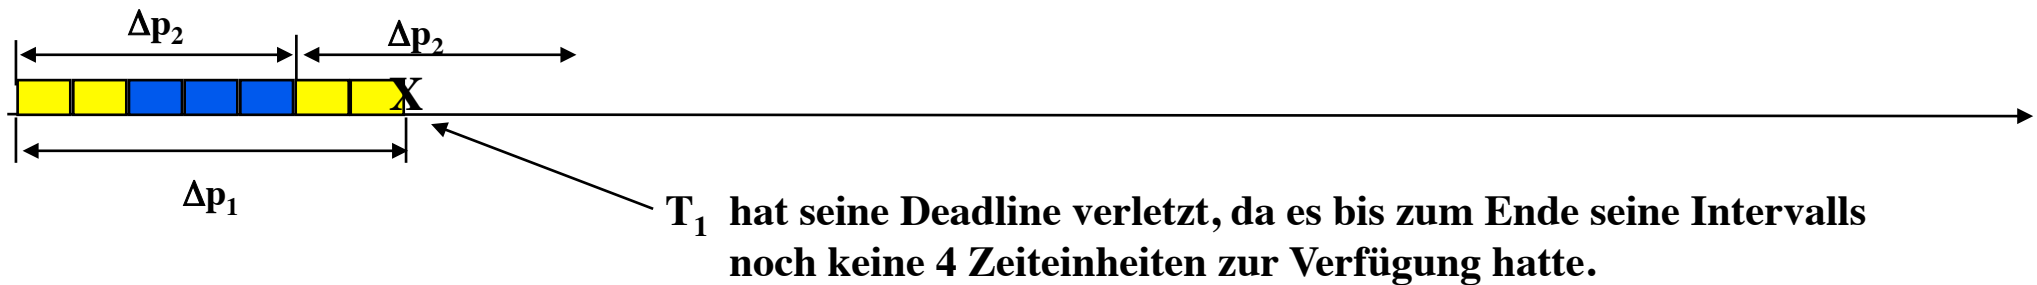 Δp₂
Δp₂
X
Δp₁
T₁ hat seine Deadline verletzt, da es bis zum Ende seine Intervalls
noch keine 4 Zeiteinheiten zur Verfügung hatte.